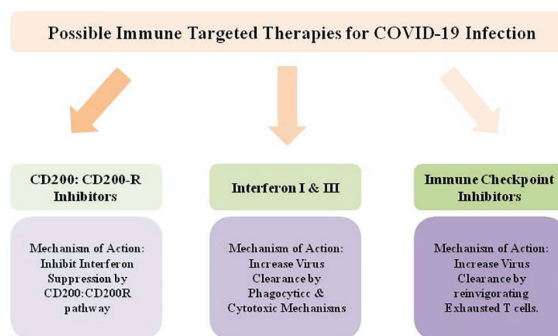 Possible Immune Targeted Therapies for COVID-19 Infection
CD200: CD200-R
Inhibitors
Mechanism of Action:
Inhibit Interferon
Suppression by
CD200:CD200R
pathway
Interferon I & III
Mechanism of Action:
Increase Virus
Clearance by
Phagocyticc &
Cytotoxic Mechanisms
Immune Checkpoint
Inhibitors
Mechanism of Action:
Increase Virus
Clearance by
reinvigorating
Exhausted T cells.